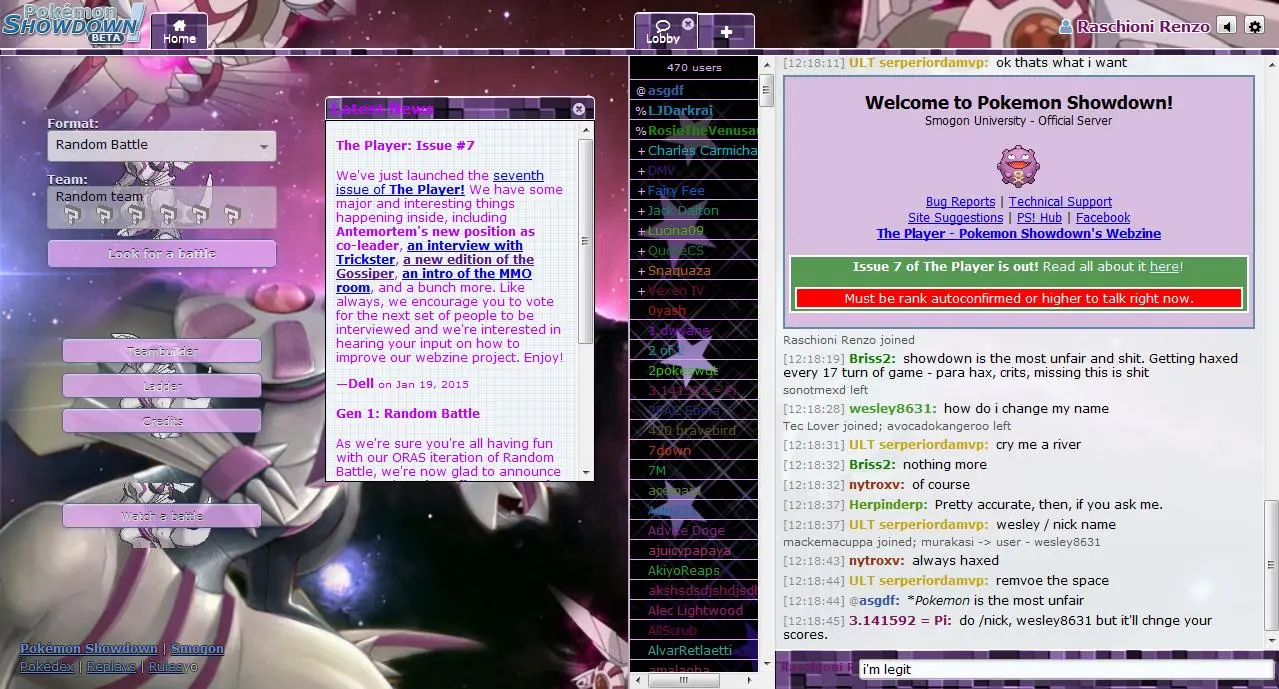 Pokémon
SHOWDOWN!
BETA
Home
Lobby
Raschioni Renzo
Format:
Random Battle
Team:
Random team
Look for a battle
Teambuilder
Ladder
Credits
Watch a battle
Pokémon Showdown | Smogon
Pokédex | Replays | Rules
Latest News
The Player: Issue #7
We've just launched the seventh
issue of The Player! We have some
major and interesting things
happening inside, including
Antemortem's new position as
co-leader, an interview with
Trickster, a new edition of the
Gossiper, an intro of the MMO
room, and a bunch more. Like
always, we encourage you to vote
for the next set of people to be
interviewed and we're interested in
hearing your input on how to
improve our webzine project. Enjoy!
—Dell on Jan 19, 2015
Gen 1: Random Battle
As we're sure you're all having fun
with our ORAS iteration of Random
Battle, we're now glad to announce
470 users
@asgdf
%LJDarkrai
%RosieTheVenusau
+Charles Carmicha
+DMV
+Fairy Fee
+Jack Dalton
+Lucina09
+QuoteCS
+Snaquaza
+Vexen IV
0yash
1 dwyane
2 of
2pokeswut
3.141592 = Pi
420 bravebird
7down
7M
Advice Doge
ajuicypapaya
AkiyoReaps
akshsdsdjshdjsdh
Alec Lightwood
AliScrub
AlvarRetlaetti
amalaoha
[12:18:11] ULT serperiordamvp: ok thats what i want
Welcome to Pokemon Showdown!
Smogon University - Official Server
Bug Reports | Technical Support
Site Suggestions | PS! Hub | Facebook
The Player - Pokemon Showdown's Webzine
Issue 7 of The Player is out! Read all about it here!
Must be rank autoconfirmed or higher to talk right now.
Raschioni Renzo joined
[12:18:19] Briss2: showdown is the most unfair and shit. Getting haxed
every 17 turn of game - para hax, crits, missing this is shit
sonotmexd left
[12:18:28] wesley8631: how do i change my name
Tec Lover joined; avocadokangeroo left
[12:18:31] ULT serperiordamvp: cry me a river
[12:18:32] Briss2: nothing more
[12:18:32] nytroxv: of course
[12:18:37] Herpinderp: Pretty accurate, then, if you ask me.
[12:18:37] ULT serperiordamvp: wesley / nick me
mackemacuppa joined; murakasi -> user - wesley8631
[12:18:43] nytroxv: always haxed
[12:18:44] ULT serperiordamvp: remvoe the space
[12:18:44] @asgdf: *Pokemon is the most unfair
[12:18:45] 3.141592 = Pi: do /nick, wesley8631 but it'll chnge your
scores.
Raschioni R
i'm legit